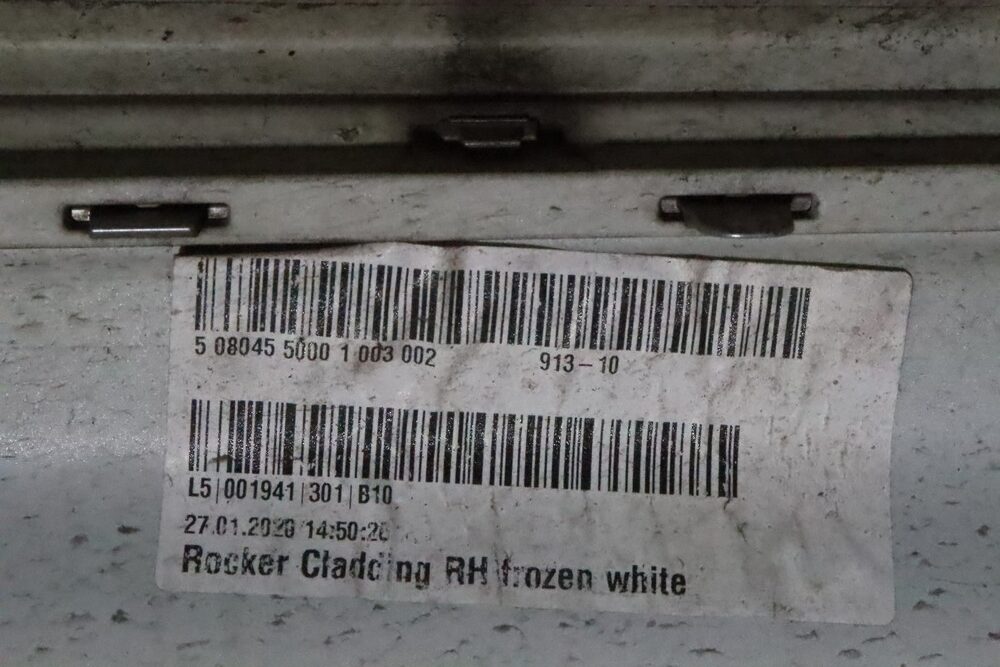 5 08045 5000 1 003 002 913-10
L5|001941|301|B10
27.01.2020 14:50:26
Rocker Cladding RH frozen white